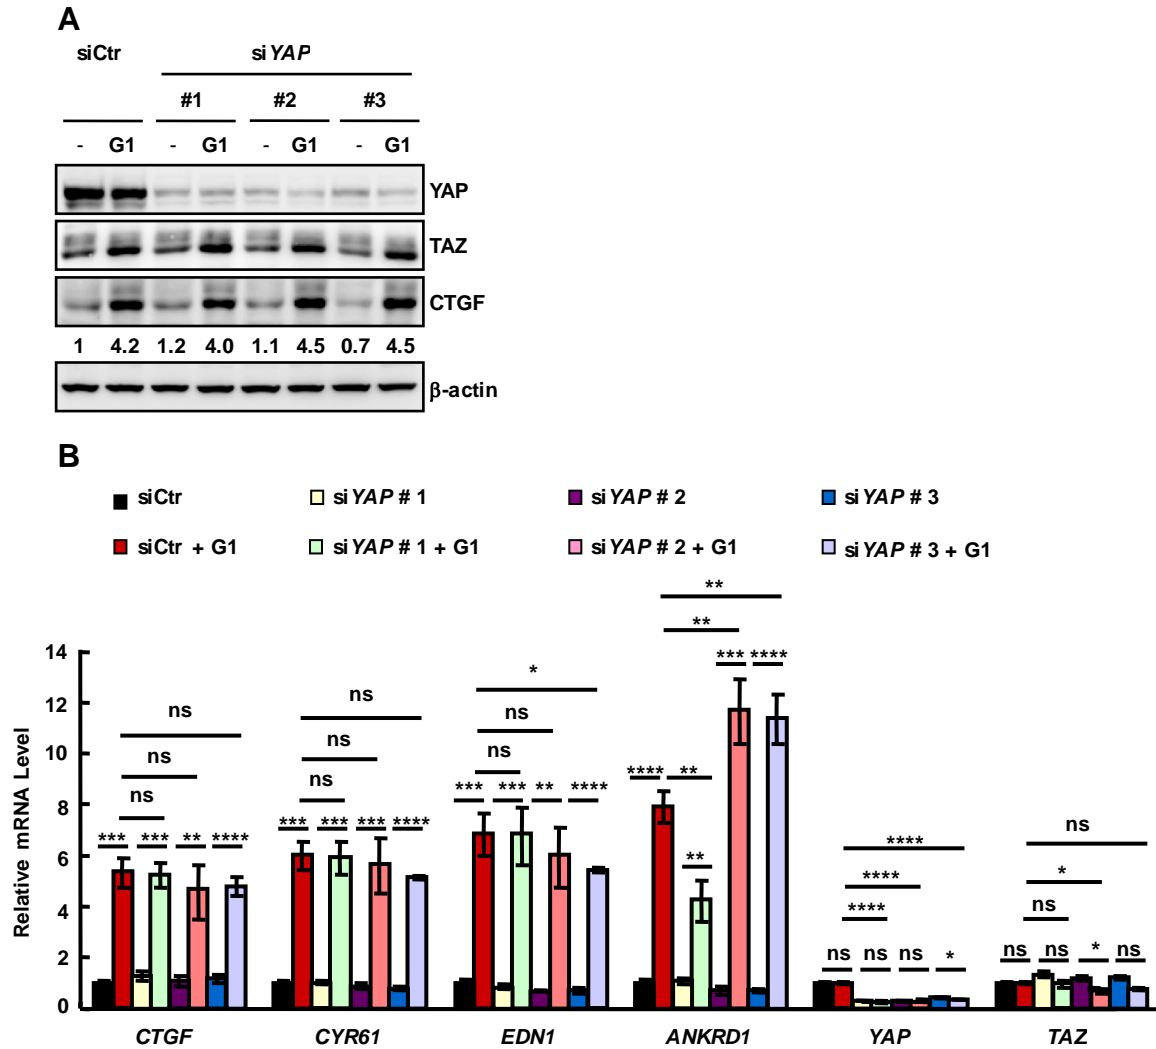 A
siCtr siYAP
#1 #2 #3
- G1 - G1 - G1 - G1
YAP
TAZ
CTGF
1 4.2 1.2 4.0 1.1 4.5 0.7 4.5
β-actin
B
siCtr siYAP # 1 siYAP # 2 siYAP # 3
siCtr + G1 siYAP # 1 + G1 siYAP # 2 + G1 siYAP # 3 + G1
Relative mRNA Level
14
12
10
8
6
4
2
0
ns
ns
ns
*** *** ** ****
ns
ns
ns
*** *** *** ****
*
ns
ns
*** *** ** ****
**
**
*** ****
**** **
**
****
****
****
ns ns ns *
ns
*
ns
ns ns * ns
CTGF CYR61 EDN1 ANKRD1 YAP TAZ